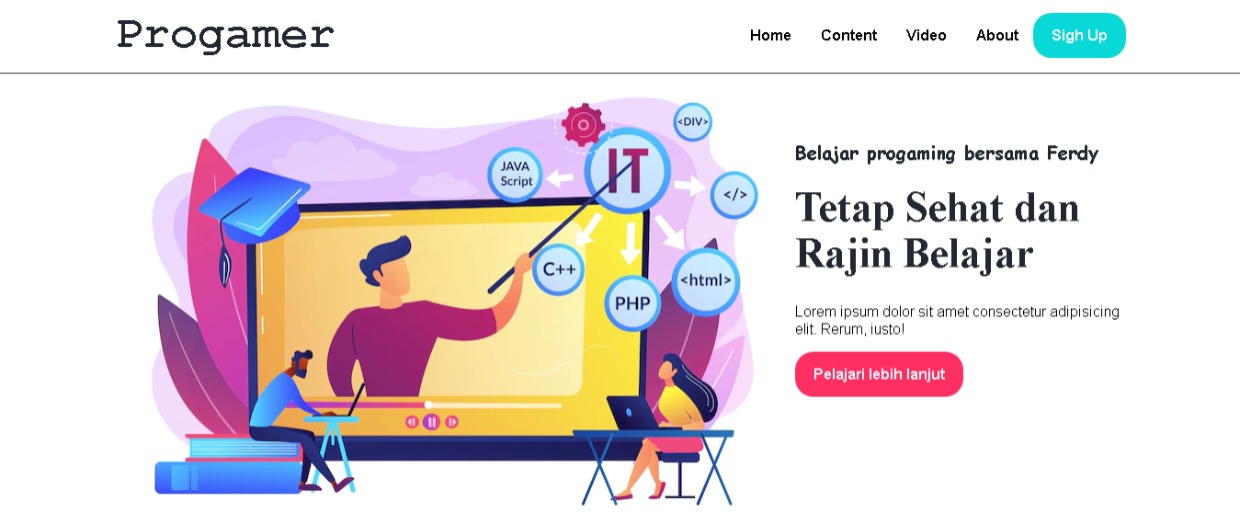 Progamer
Home Content Video About Sigh Up
<DIV>
JAVA
Script
IT
</>
C++
<html>
PHP
Belajar progaming bersama Ferdy
Tetap Sehat dan
Rajin Belajar
Lorem ipsum dolor sit amet consectetur adipisicing
elit. Rerum, iusto!
Pelajari lebih lanjut